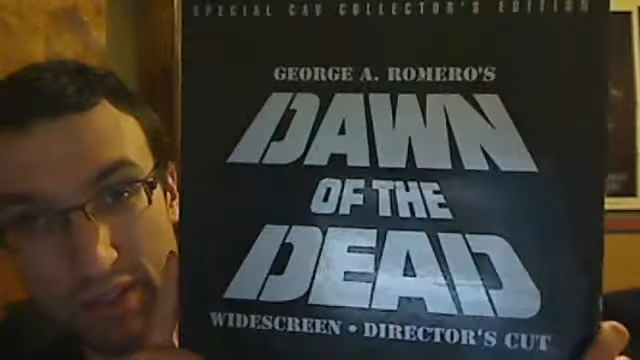 SPECIAL CAV COLLECTOR'S EDITION
GEORGE A. ROMERO'S
DAWN
OF THE
DEAD
WIDESCREEN • DIRECTOR'S CUT